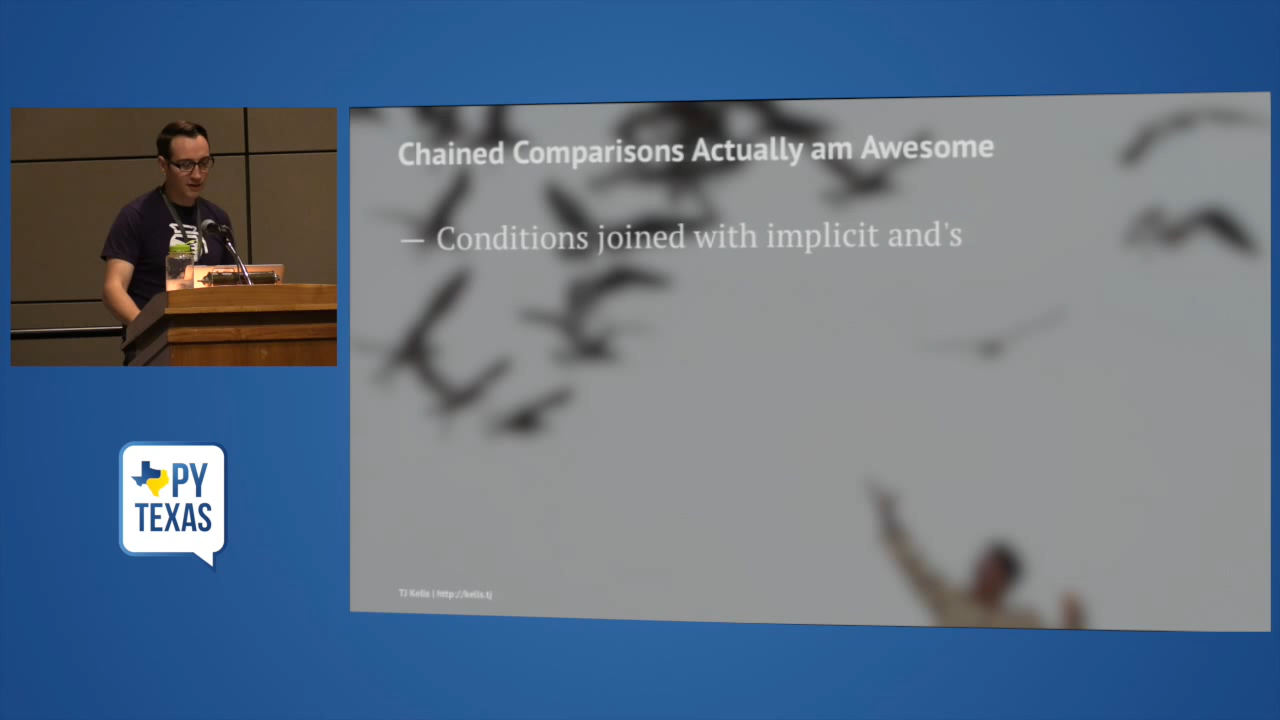 Chained Comparisons Actually am Awesome
— Conditions joined with implicit and's
TJ Kells | http://kells.tj
PY
TEXAS